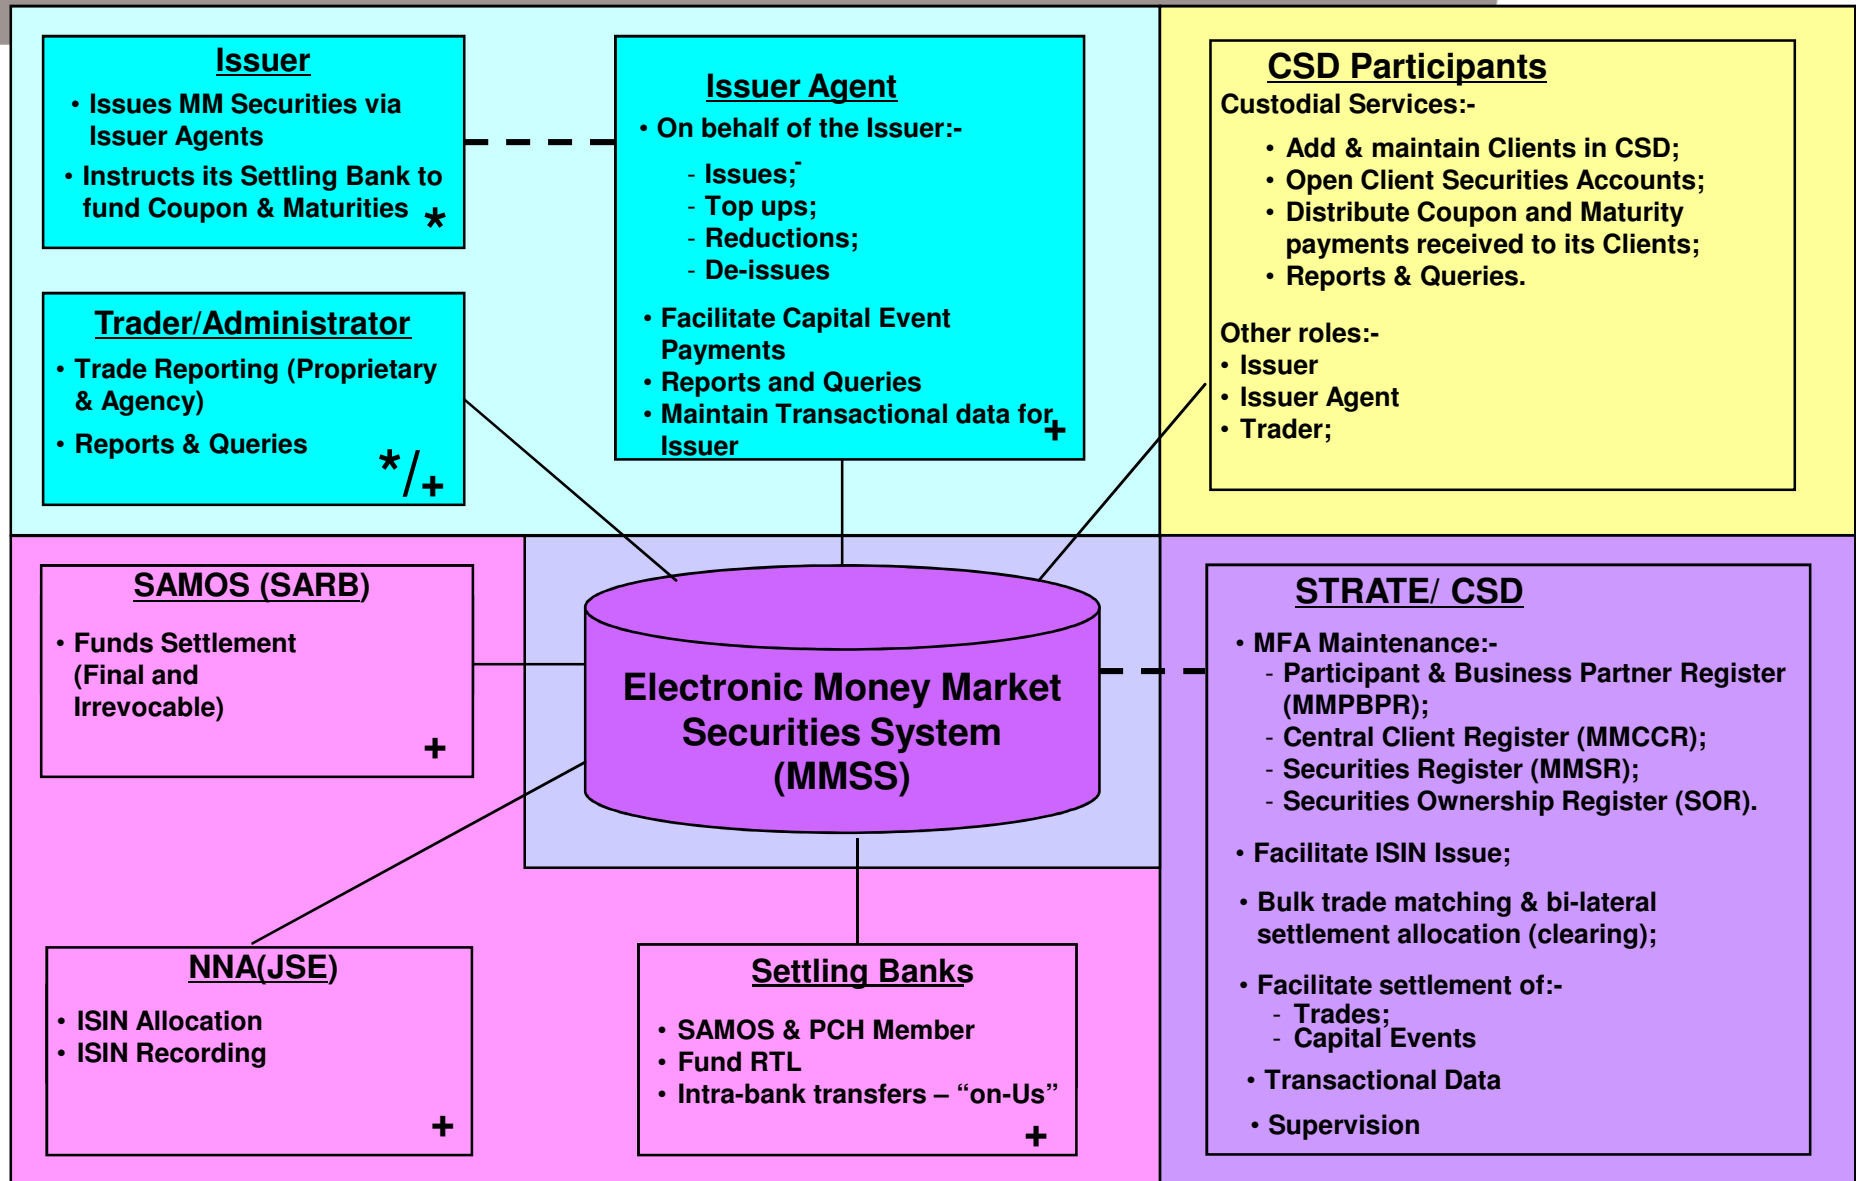 Issuer
• Issues MM Securities via
Issuer Agents
• Instructs its Settling Bank to
fund Coupon & Maturities *
Issuer Agent
• On behalf of the Issuer:-
- Issues;-
- Top ups;
- Reductions;
- De-issues
• Facilitate Capital Event
Payments
• Reports and Queries
• Maintain Transactional data for
Issuer
+
CSD Participants
Custodial Services:-
• Add & maintain Clients in CSD;
• Open Client Securities Accounts;
• Distribute Coupon and Maturity
payments received to its Clients;
• Reports & Queries.
Other roles:-
• Issuer
• Issuer Agent
• Trader;
Trader/Administrator
• Trade Reporting (Proprietary
& Agency)
• Reports & Queries
*/+
SAMOS (SARB)
• Funds Settlement
(Final and
Irrevocable)
+
Electronic Money Market
Securities System
(MMSS)
STRATE/ CSD
• MFA Maintenance:-
- Participant & Business Partner Register
(MMPBPR);
- Central Client Register (MMCCR);
- Securities Register (MMSR);
- Securities Ownership Register (SOR).
• Facilitate ISIN Issue;
• Bulk trade matching & bi-lateral
settlement allocation (clearing);
• Facilitate settlement of:-
- Trades;
- Capital Events
• Transactional Data
• Supervision
NNA(JSE)
• ISIN Allocation
• ISIN Recording
+
Settling Banks
• SAMOS & PCH Member
• Fund RTL
• Intra-bank transfers – “on-Us”
+